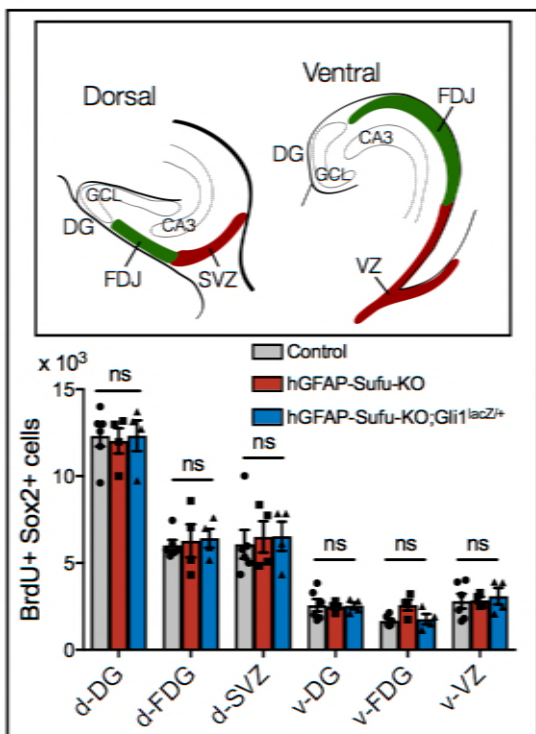 Dorsal
Ventral
FDJ
DG
CA3
GCL
GCL
DG
CA3
FDJ
SVZ
VZ
x 10³
Control
hGFAP-Sufu-KO
hGFAP-Sufu-KO;Gli1lacZ/+
BrdU+ Sox2+ cells
15
10
5
0
ns
ns
ns
ns
ns
ns
d-DG
d-FDG
d-SVZ
v-DG
v-FDG
v-VZ